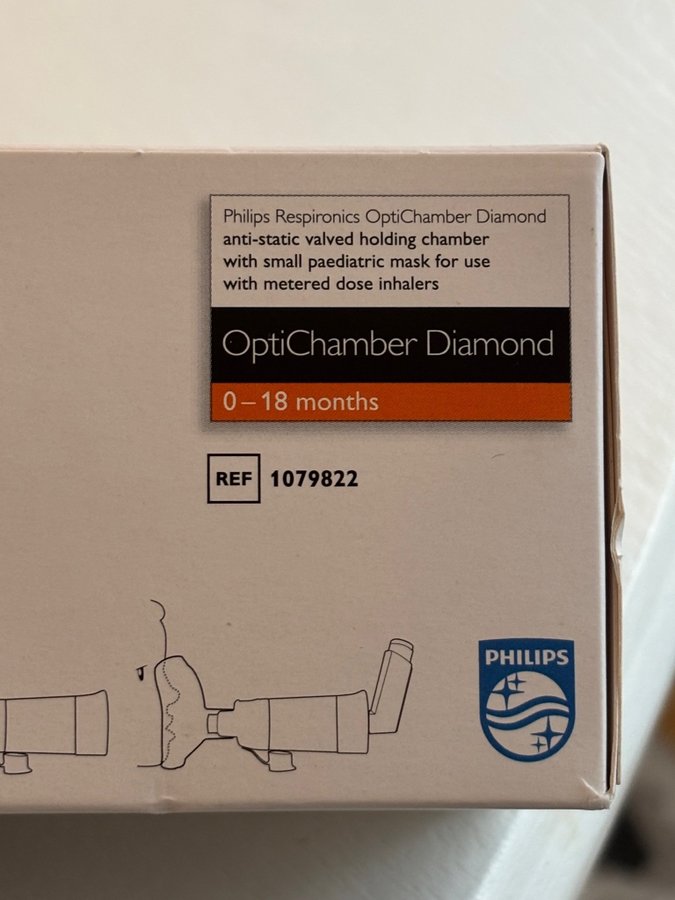 Philips Respironics OptiChamber Diamond
anti-static valved holding chamber
with small paediatric mask for use
with metered dose inhalers
OptiChamber Diamond
0–18 months
REF 1079822
PHILIPS